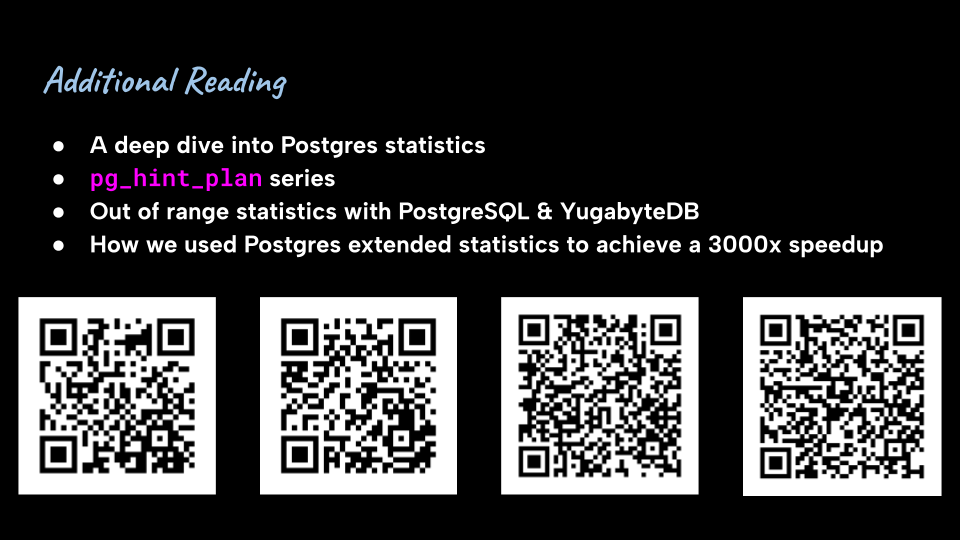 Additional Reading
● A deep dive into Postgres statistics
● pg_hint_plan series
● Out of range statistics with PostgreSQL & YugabyteDB
● How we used Postgres extended statistics to achieve a 3000x speedup